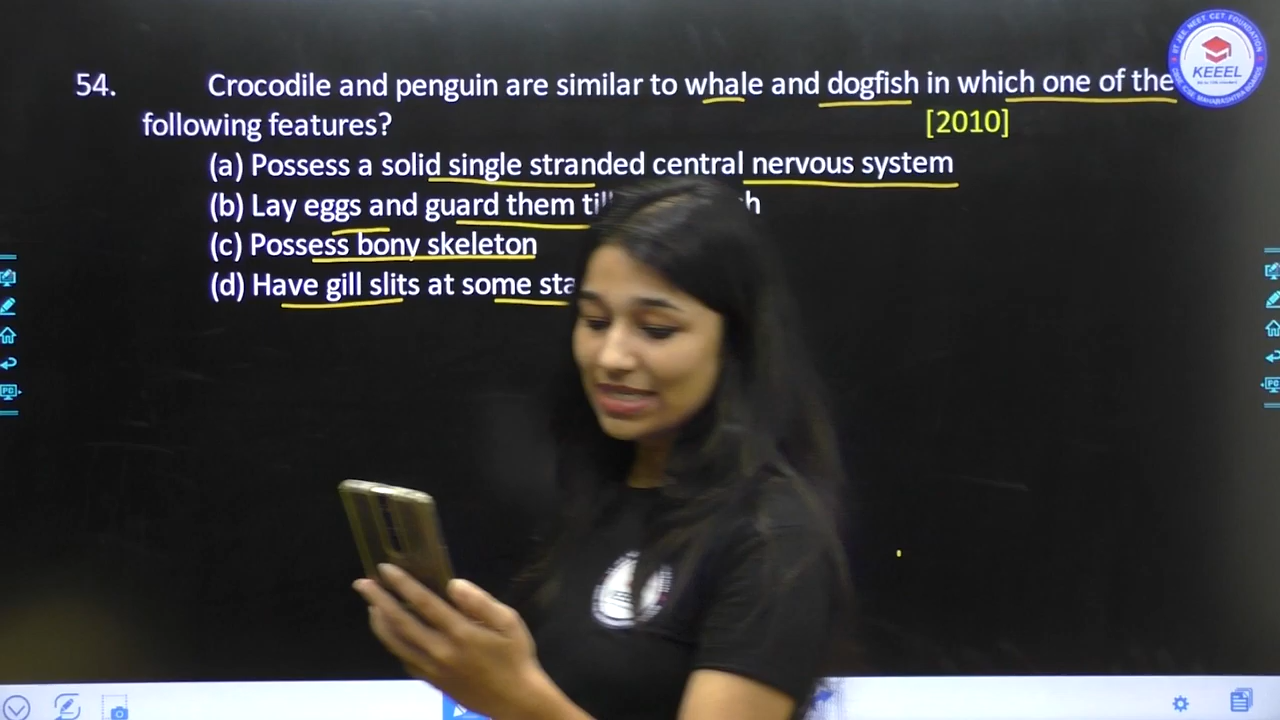 54. Crocodile and penguin are similar to whale and dogfish in which one of the
following features? [2010]
(a) Possess a solid single stranded central nervous system
(b) Lay eggs and guard them
(c) Possess bony skeleton
(d) Have gill slits at some
KEEEL